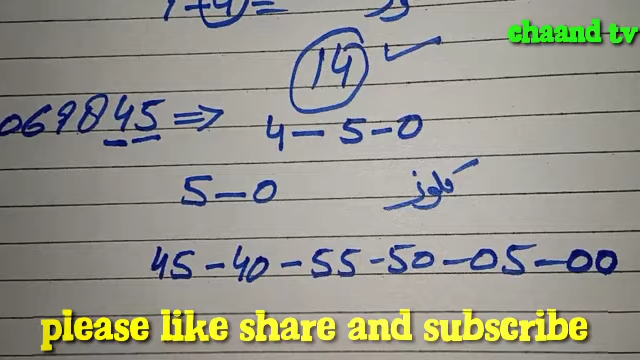 chaand tv
14
069845 ⇒ 4-5-0
5-0 کلوز
45-40-55-50-05-00
please like share and subscribe